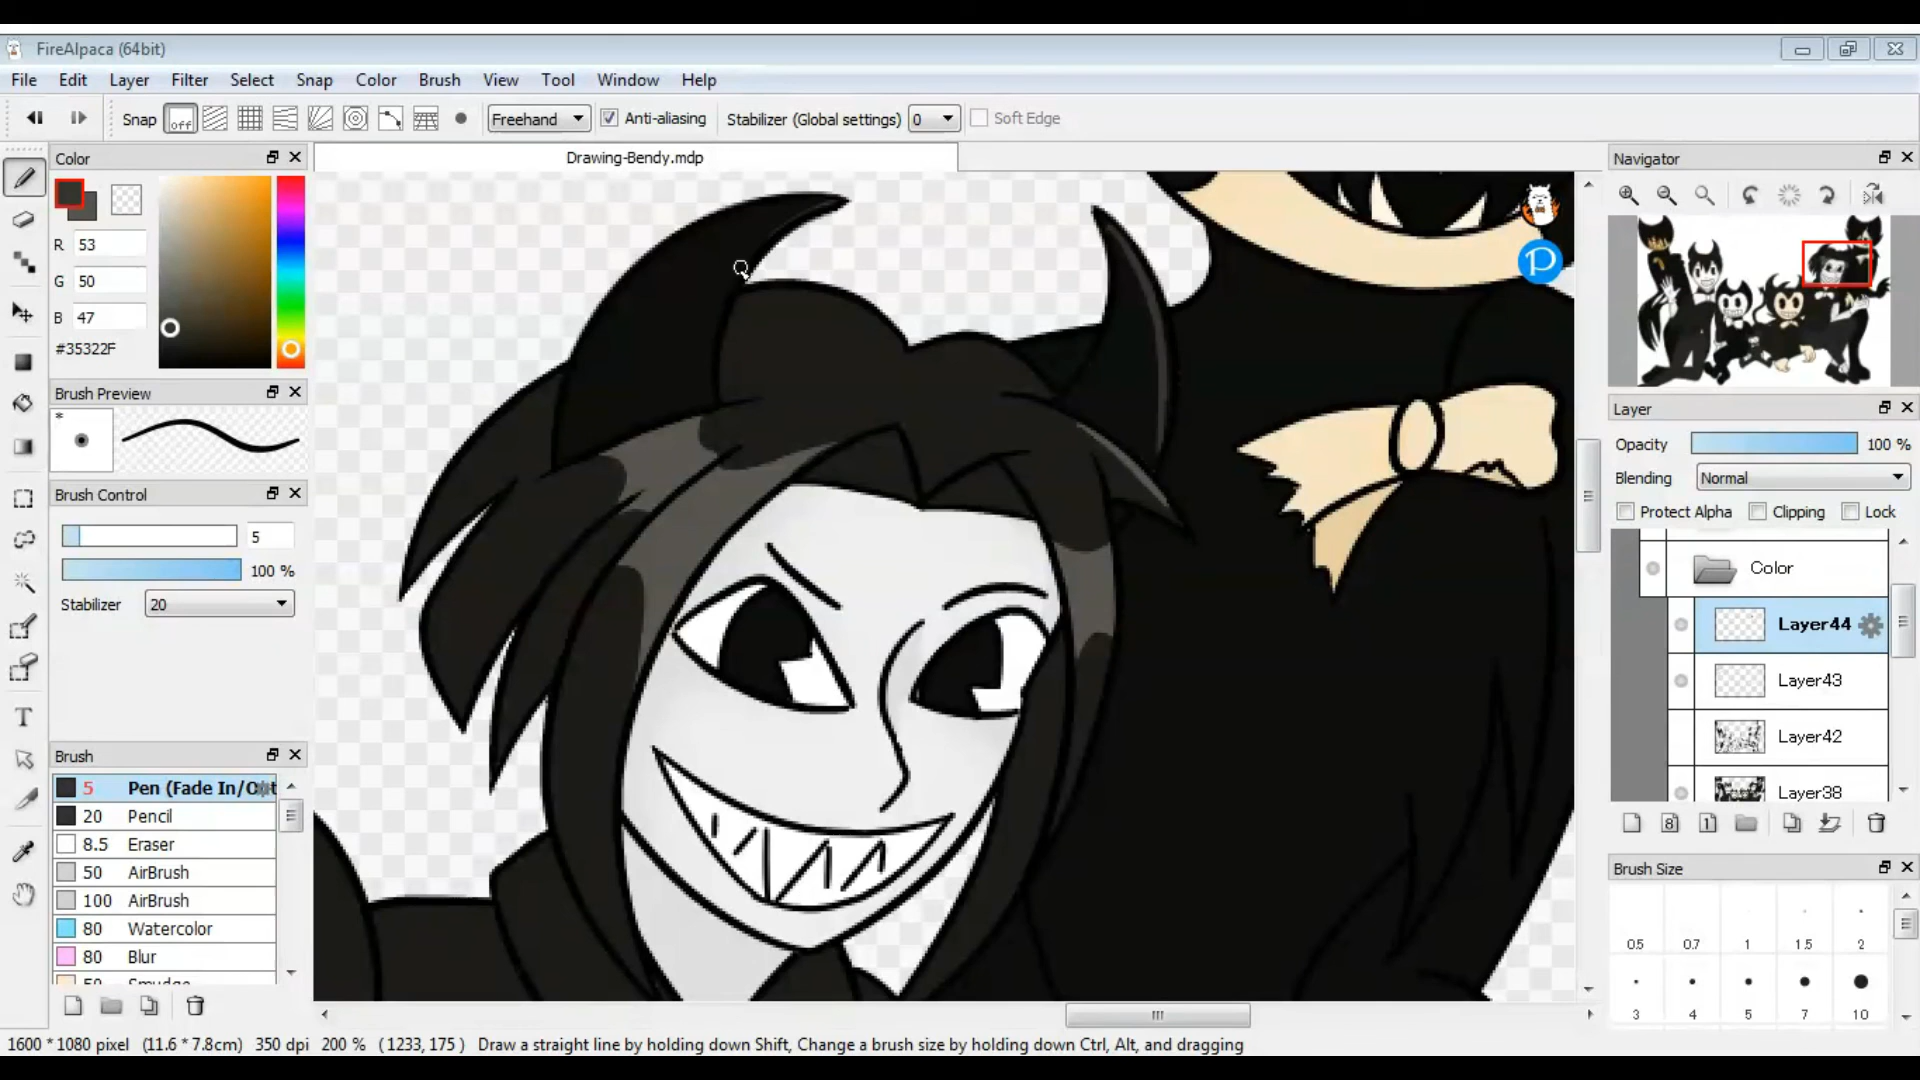 FireAlpaca (64bit)
File Edit Layer Filter Select Snap Color Brush View Tool Window Help
Snap off Freehand Anti-aliasing Stabilizer (Global settings) 0 Soft Edge
Color
Drawing-Bendy.mdp
Navigator
R 53
G 50
B 47
#35322F
Brush Preview
*
Brush Control
5
100 %
Stabilizer 20
Layer
Opacity 100 %
Blending Normal
Protect Alpha Clipping Lock
Color
Layer44
Layer43
Layer42
Layer38
8 1
T
P
Brush
5 Pen (Fade In/Out
20 Pencil
8.5 Eraser
50 AirBrush
100 AirBrush
80 Watercolor
80 Blur
50 Smudge
Brush Size
0.5 0.7 1 1.5 2
3 4 5 7 10
1600 * 1080 pixel (11.6 * 7.8cm) 350 dpi 200 % ( 1233, 175 ) Draw a straight line by holding down Shift, Change a brush size by holding down Ctrl, Alt, and dragging